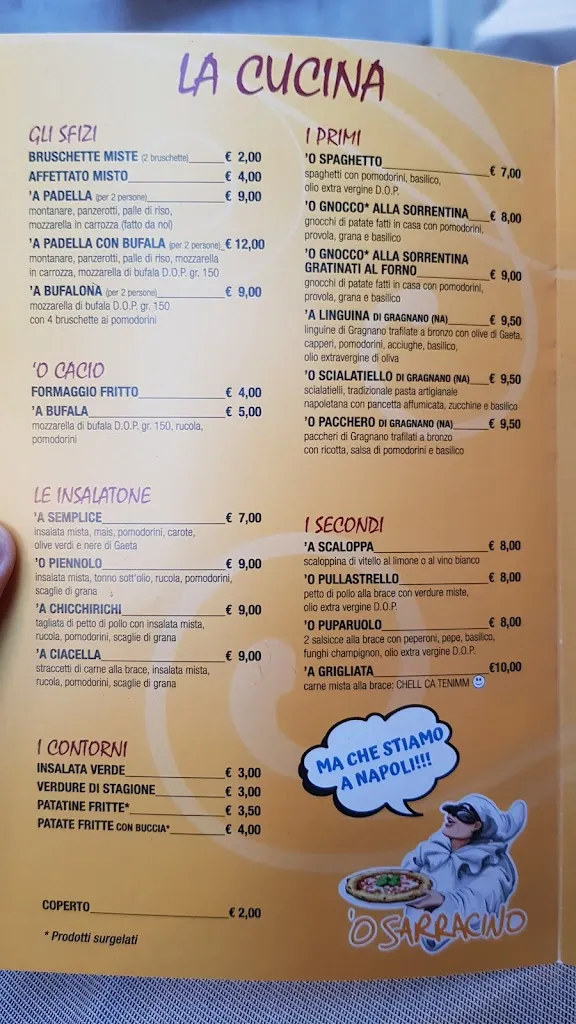 LA CUCINA
GLI SFIZI
BRUSCHETTE MISTE (2 bruschette) € 2,00
AFFETTATO MISTO € 4,00
'A PADELLA (per 2 persone) € 9,00
montanare, panzerotti, palle di riso,
mozzarella in carrozza (fatto da noi)
'A PADELLA CON BUFALA (per 2 persone) € 12,00
montanare, panzerotti, palle di riso, mozzarella
in carrozza, mozzarella di bufala D.O.P. gr. 150
'A BUFALONA (per 2 persone) € 9,00
mozzarella di bufala D.O.P. gr. 150
con 4 bruschette ai pomodorini
'O CACIO
FORMAGGIO FRITTO € 4,00
'A BUFALA € 5,00
mozzarella di bufala D.O.P. gr. 150, rucola,
pomodorini
LE INSALATONE
'A SEMPLICE € 7,00
insalata mista, mais, pomodorini, carote,
olive verdi e nere di Gaeta
'O PIENNOLO € 9,00
insalata mista, tonno sott'olio, rucola, pomodorini,
scaglie di grana
'A CHICCHIRICHI € 9,00
tagliata di petto di pollo con insalata mista,
rucola, pomodorini, scaglie di grana
'A CIACELLA € 9,00
straccetti di carne alla brace, insalata mista,
rucola, pomodorini, scaglie di grana
I CONTORNI
INSALATA VERDE € 3,00
VERDURE DI STAGIONE € 3,00
PATATINE FRITTE* € 3,50
PATATE FRITTE CON BUCCIA* € 4,00
COPERTO € 2,00
* Prodotti surgelati
I PRIMI
'O SPAGHETTO € 7,00
spaghetti con pomodorini, basilico,
olio extra vergine D.O.P.
'O GNOCCO* ALLA SORRENTINA € 8,00
gnocchi di patate fatti in casa con pomodorini,
provola, grana e basilico
'O GNOCCO* ALLA SORRENTINA
GRATINATI AL FORNO € 9,00
gnocchi di patate fatti in casa con pomodorini,
provola, grana e basilico
'A LINGUINA DI GRAGNANO (NA) € 9,50
linguine di Gragnano trafilate a bronzo con olive di Gaeta,
capperi, pomodorini, acciughe, basilico,
olio extravergine di oliva
'O SCIALATIELLO DI GRAGNANO (NA) € 9,50
scialatielli, tradizionale pasta artigianale
napoletana con pancetta affumicata, zucchine e basilico
'O PACCHERO DI GRAGNANO (NA) € 9,50
paccheri di Gragnano trafilati a bronzo
con ricotta, salsa di pomodorini e basilico
I SECONDI
'A SCALOPPA € 8,00
scaloppina di vitello al limone o al vino bianco
'O PULLASTRELLO € 8,00
petto di pollo alla brace con verdure miste,
olio extra vergine D.O.P.
'O PUPARUOLO € 8,00
2 salsicce alla brace con peperoni, pepe, basilico,
funghi champignon, olio extra vergine D.O.P.
'A GRIGLIATA €10,00
carne mista alla brace: CHELL CA TENIMM
MA CHE STIAMO
A NAPOLI!!!
'O SARRACINO